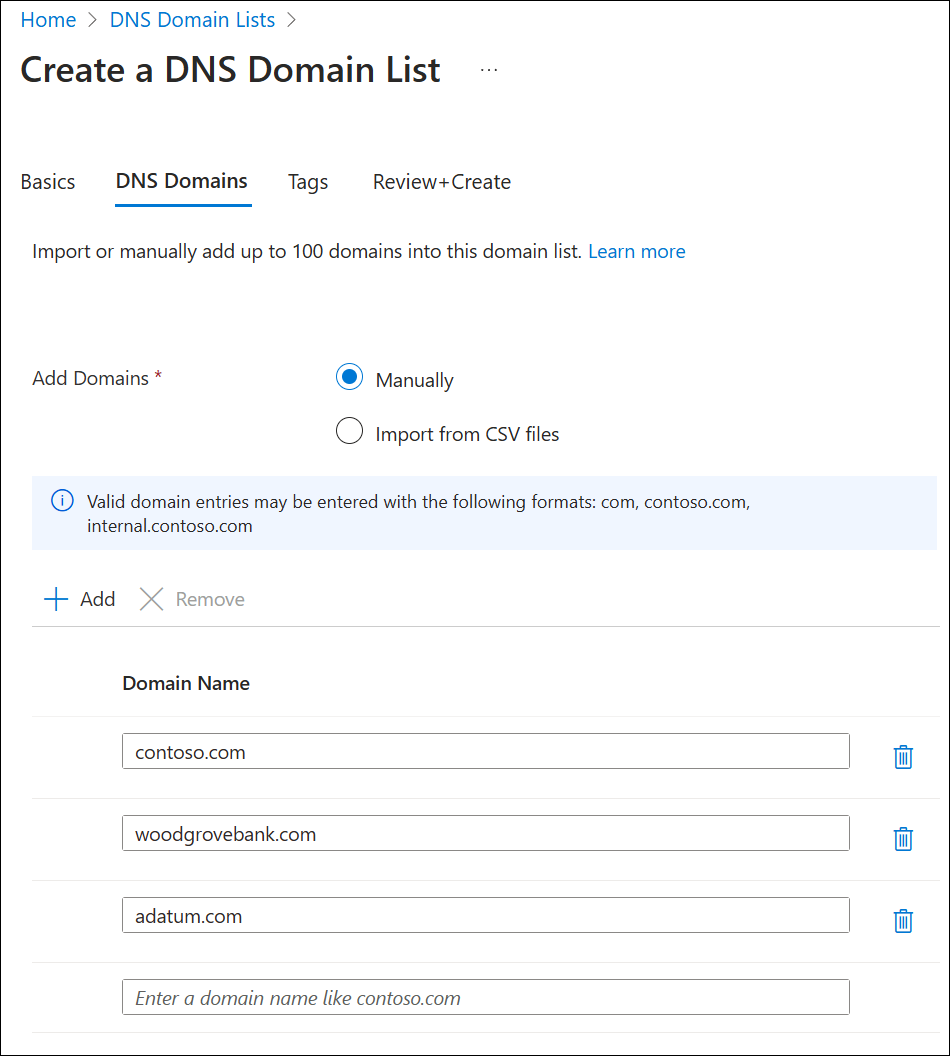 Home > DNS Domain Lists >
Create a DNS Domain List ...
Basics DNS Domains Tags Review+Create
Import or manually add up to 100 domains into this domain list. Learn more
Add Domains * Manually
Import from CSV files
Valid domain entries may be entered with the following formats: com, contoso.com,
internal.contoso.com
Add Remove
Domain Name
contoso.com
woodgrovebank.com
adatum.com
Enter a domain name like contoso.com